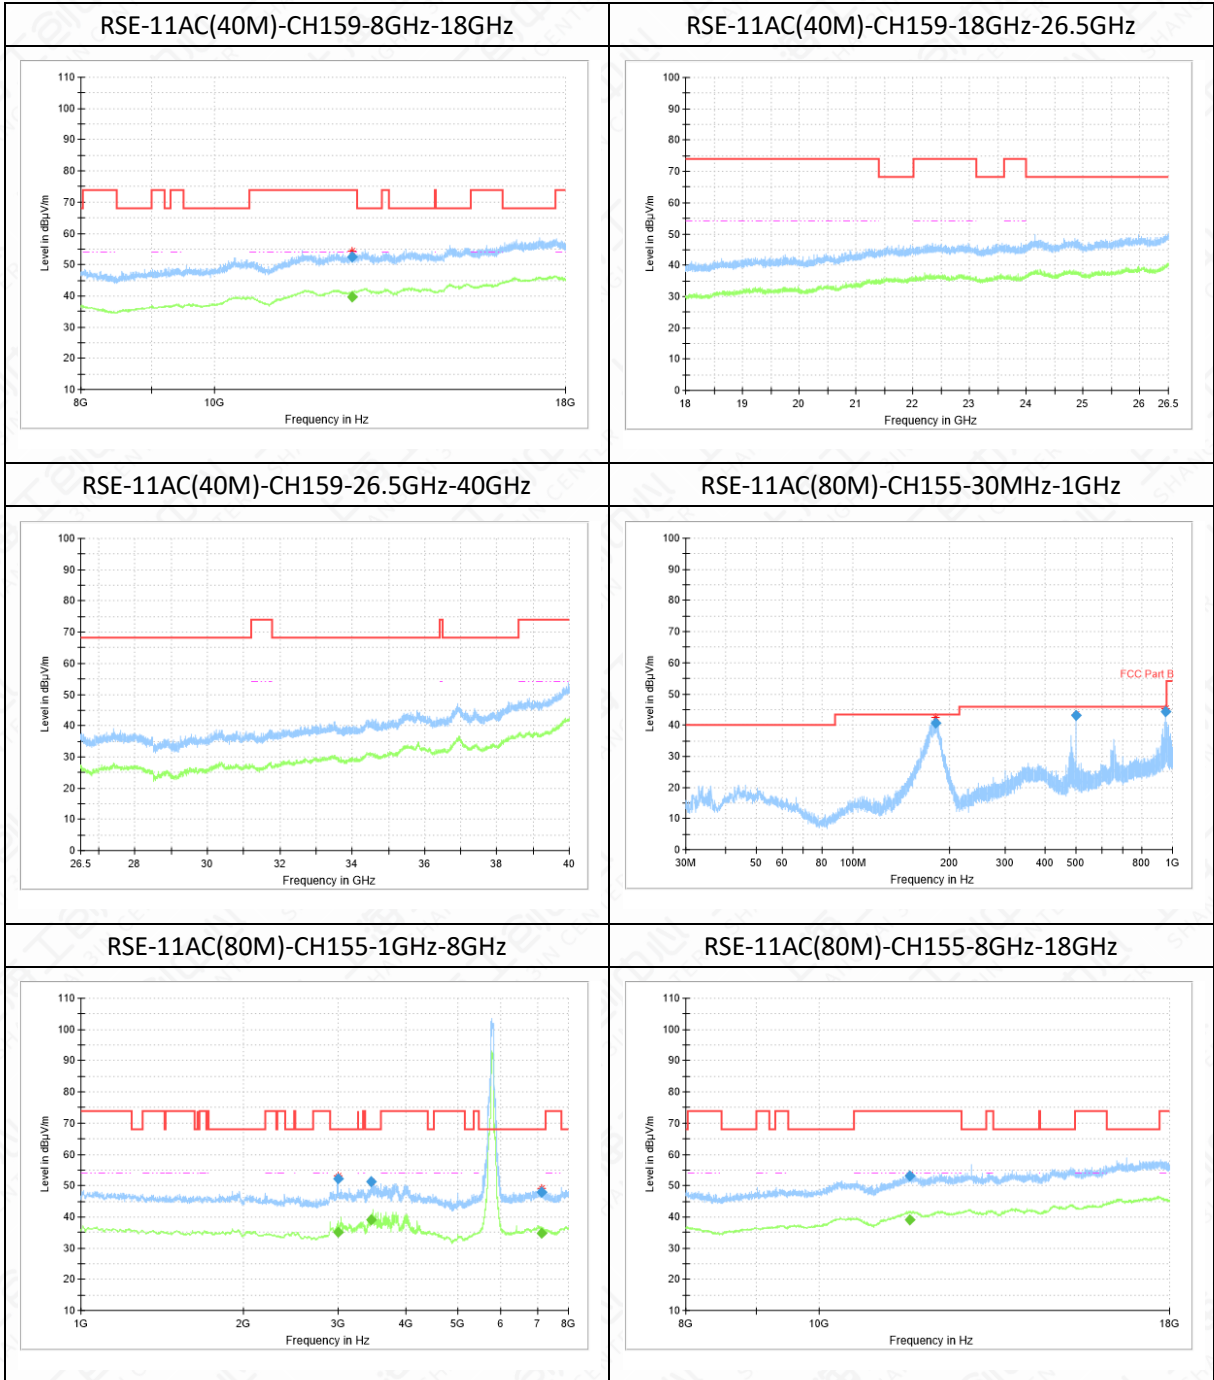 RSE-11AC(40M)-CH159-8GHz-18GHz
RSE-11AC(40M)-CH159-18GHz-26.5GHz
Level in dBμV/m
110
100
90
80
70
60
50
40
30
20
10
8G 10G 18G
Frequency in Hz
Level in dBμV/m
100
90
80
70
60
50
40
30
20
10
0
18 19 20 21 22 23 24 25 26 26.5
Frequency in GHz
RSE-11AC(40M)-CH159-26.5GHz-40GHz
RSE-11AC(80M)-CH155-30MHz-1GHz
Level in dBμV/m
100
90
80
70
60
50
40
30
20
10
0
26.5 28 30 32 34 36 38 40
Frequency in GHz
Level in dBμV/m
100
90
80
70
60
50
40
30
20
10
0
FCC Part B
30M 50 60 80 100M 200 300 400 500 800 1G
Frequency in Hz
RSE-11AC(80M)-CH155-1GHz-8GHz
RSE-11AC(80M)-CH155-8GHz-18GHz
Level in dBμV/m
110
100
90
80
70
60
50
40
30
20
10
1G 2G 3G 4G 5G 6 7 8G
Frequency in Hz
Level in dBμV/m
110
100
90
80
70
60
50
40
30
20
10
8G 10G 18G
Frequency in Hz